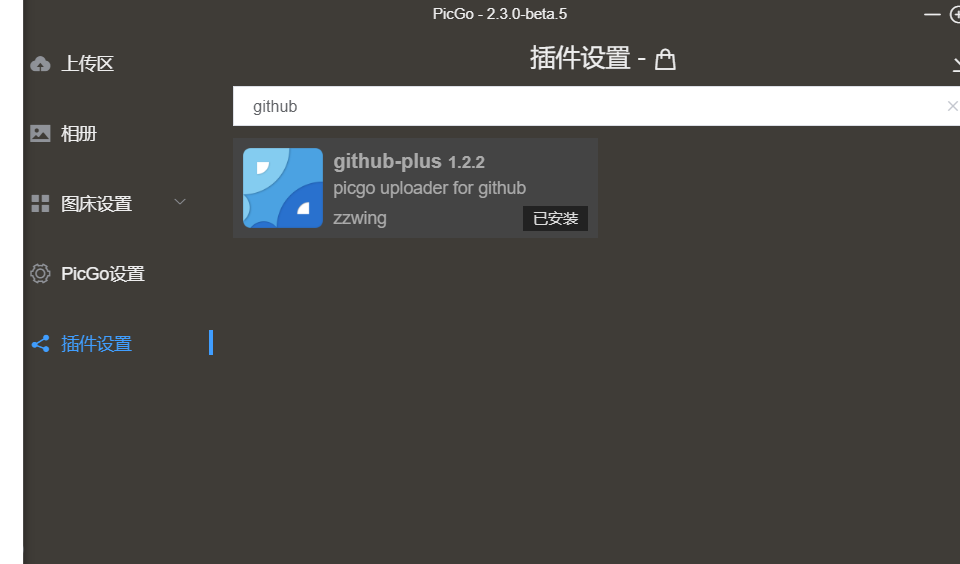 PicGo - 2.3.0-beta.5
上传区
相册
图床设置
PicGo设置
插件设置
插件设置 -
github
github-plus 1.2.2
picgo uploader for github
zzwing
已安装